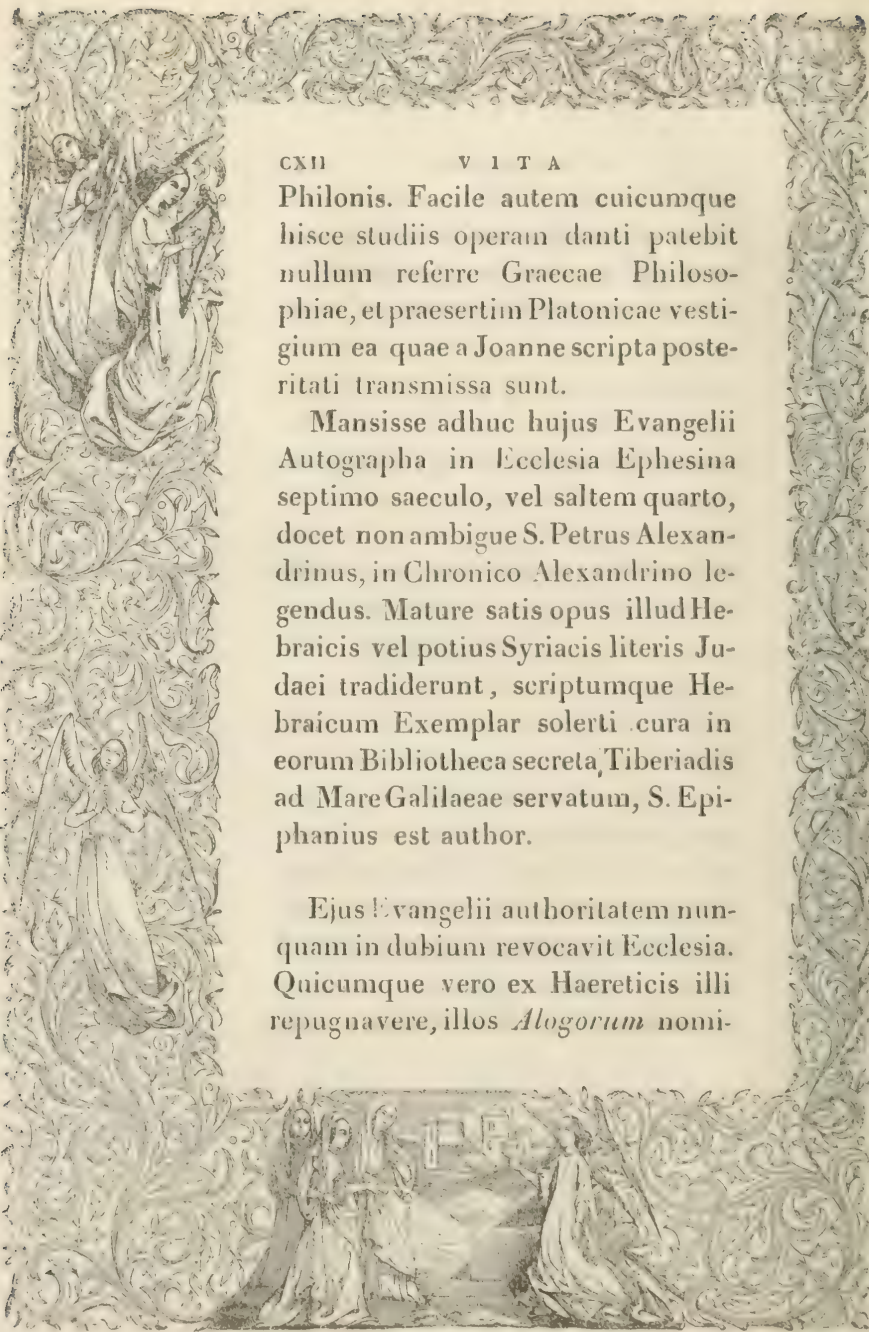 CXII VITA
Philonis. Facile autem cuicumque
hisce studiis operam danti patebit
nullum referre Graecae Philoso-
phiae, et praesertim Platonicae vesti-
gium ea quae a Joanne scripta poste-
ritati transmissa sunt.
Mansisse adhuc hujus Evangelii
Autographa in Ecclesia Ephesina
septimo saeculo, vel saltem quarto,
docet non ambigue S. Petrus Alexan-
drinus, in Chronico Alexandrino le-
gendus. Mature satis opus illud He-
braicis vel potius Syriacis literis Ju-
daei tradiderunt, scriptumque He-
braicum Exemplar solerti cura in
eorum Bibliotheca secreta, Tiberiadis
ad Mare Galilaeae servatum, S. Epi-
phanius est author.
Ejus Evangelii authoritatem nun-
quam in dubium revocavit Ecclesia.
Quicumque vero ex Haereticis illi
repugnavere, illos Alogorum nomi-